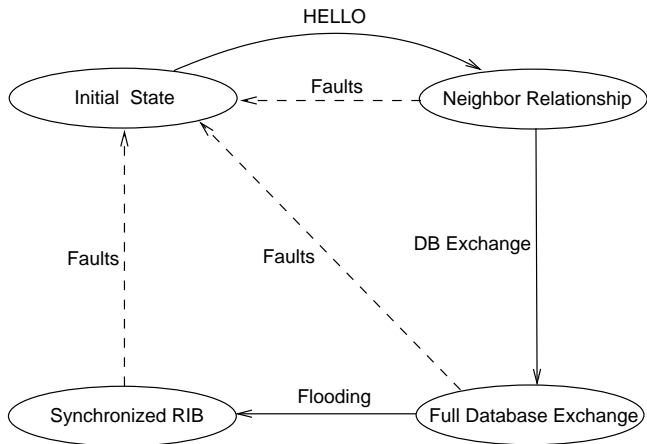 HELLO
Initial State
Faults
Neighbor Relationship
DB Exchange
Faults
Faults
Synchronized RIB
Flooding
Full Database Exchange